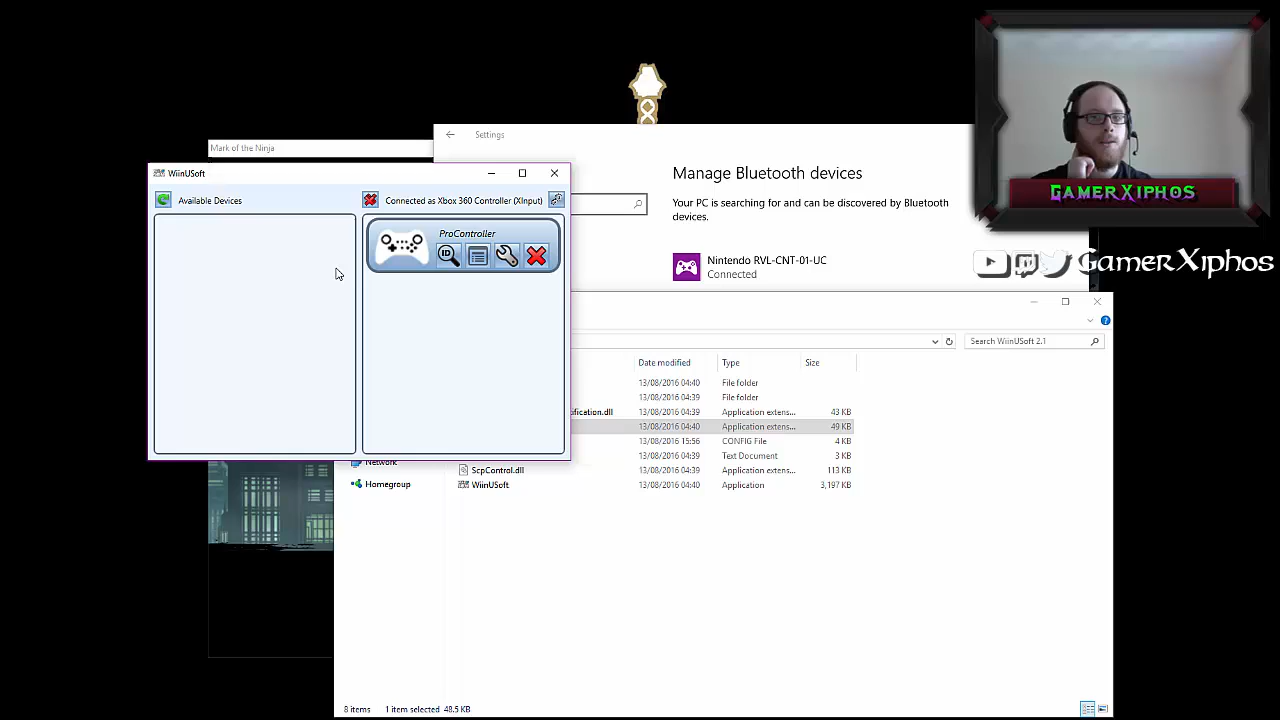 Mark of the Ninja
Settings
WiinUSoft
Available Devices
Connected as Xbox 360 Controller (XInput)
ProController
ID
Manage Bluetooth devices
Your PC is searching for and can be discovered by Bluetooth
devices.
Nintendo RVL-CNT-01-UC
Connected
GamerXiphos
GamerXiphos
Search WiinUSoft 2.1
Date modified Type Size
13/08/2016 04:40 File folder
13/08/2016 04:39 File folder
ification.dll 13/08/2016 04:39 Application extens... 43 KB
13/08/2016 04:40 Application extens... 49 KB
13/08/2016 15:56 CONFIG File 4 KB
13/08/2016 04:39 Text Document 3 KB
Network
ScpControl.dll 13/08/2016 04:39 Application extens... 113 KB
Homegroup
WiinUSoft 13/08/2016 04:40 Application 3,197 KB
8 items 1 item selected 48.5 KB